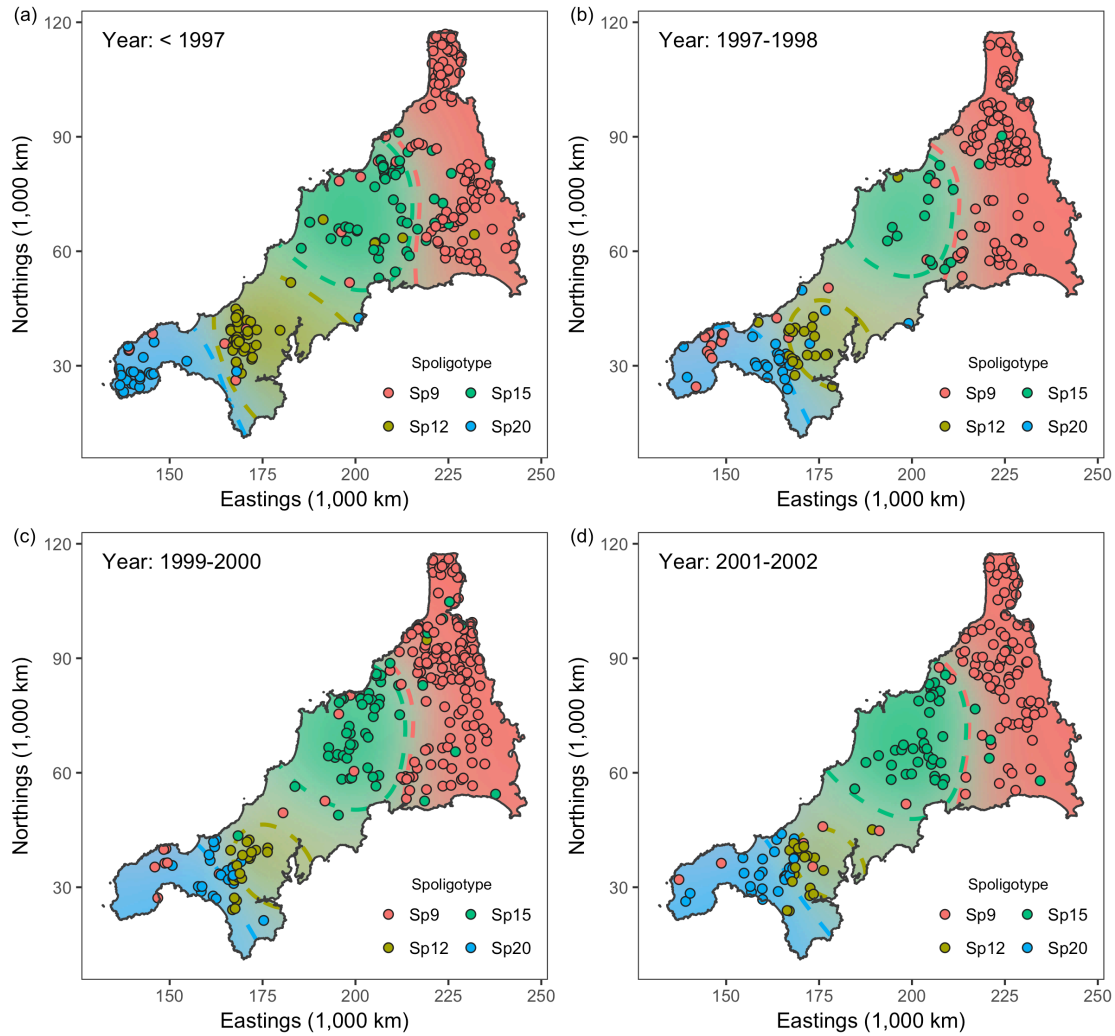 (a)
Year: < 1997
120
90
60
30
Northings (1,000 km)
Spoligotype
Sp9 Sp15
Sp12 Sp20
150 175 200 225 250
Eastings (1,000 km)
(b)
Year: 1997-1998
120
90
60
30
Northings (1,000 km)
Spoligotype
Sp9 Sp15
Sp12 Sp20
150 175 200 225 250
Eastings (1,000 km)
(c)
Year: 1999-2000
120
90
60
30
Northings (1,000 km)
Spoligotype
Sp9 Sp15
Sp12 Sp20
150 175 200 225 250
Eastings (1,000 km)
(d)
Year: 2001-2002
120
90
60
30
Northings (1,000 km)
Spoligotype
Sp9 Sp15
Sp12 Sp20
150 175 200 225 250
Eastings (1,000 km)